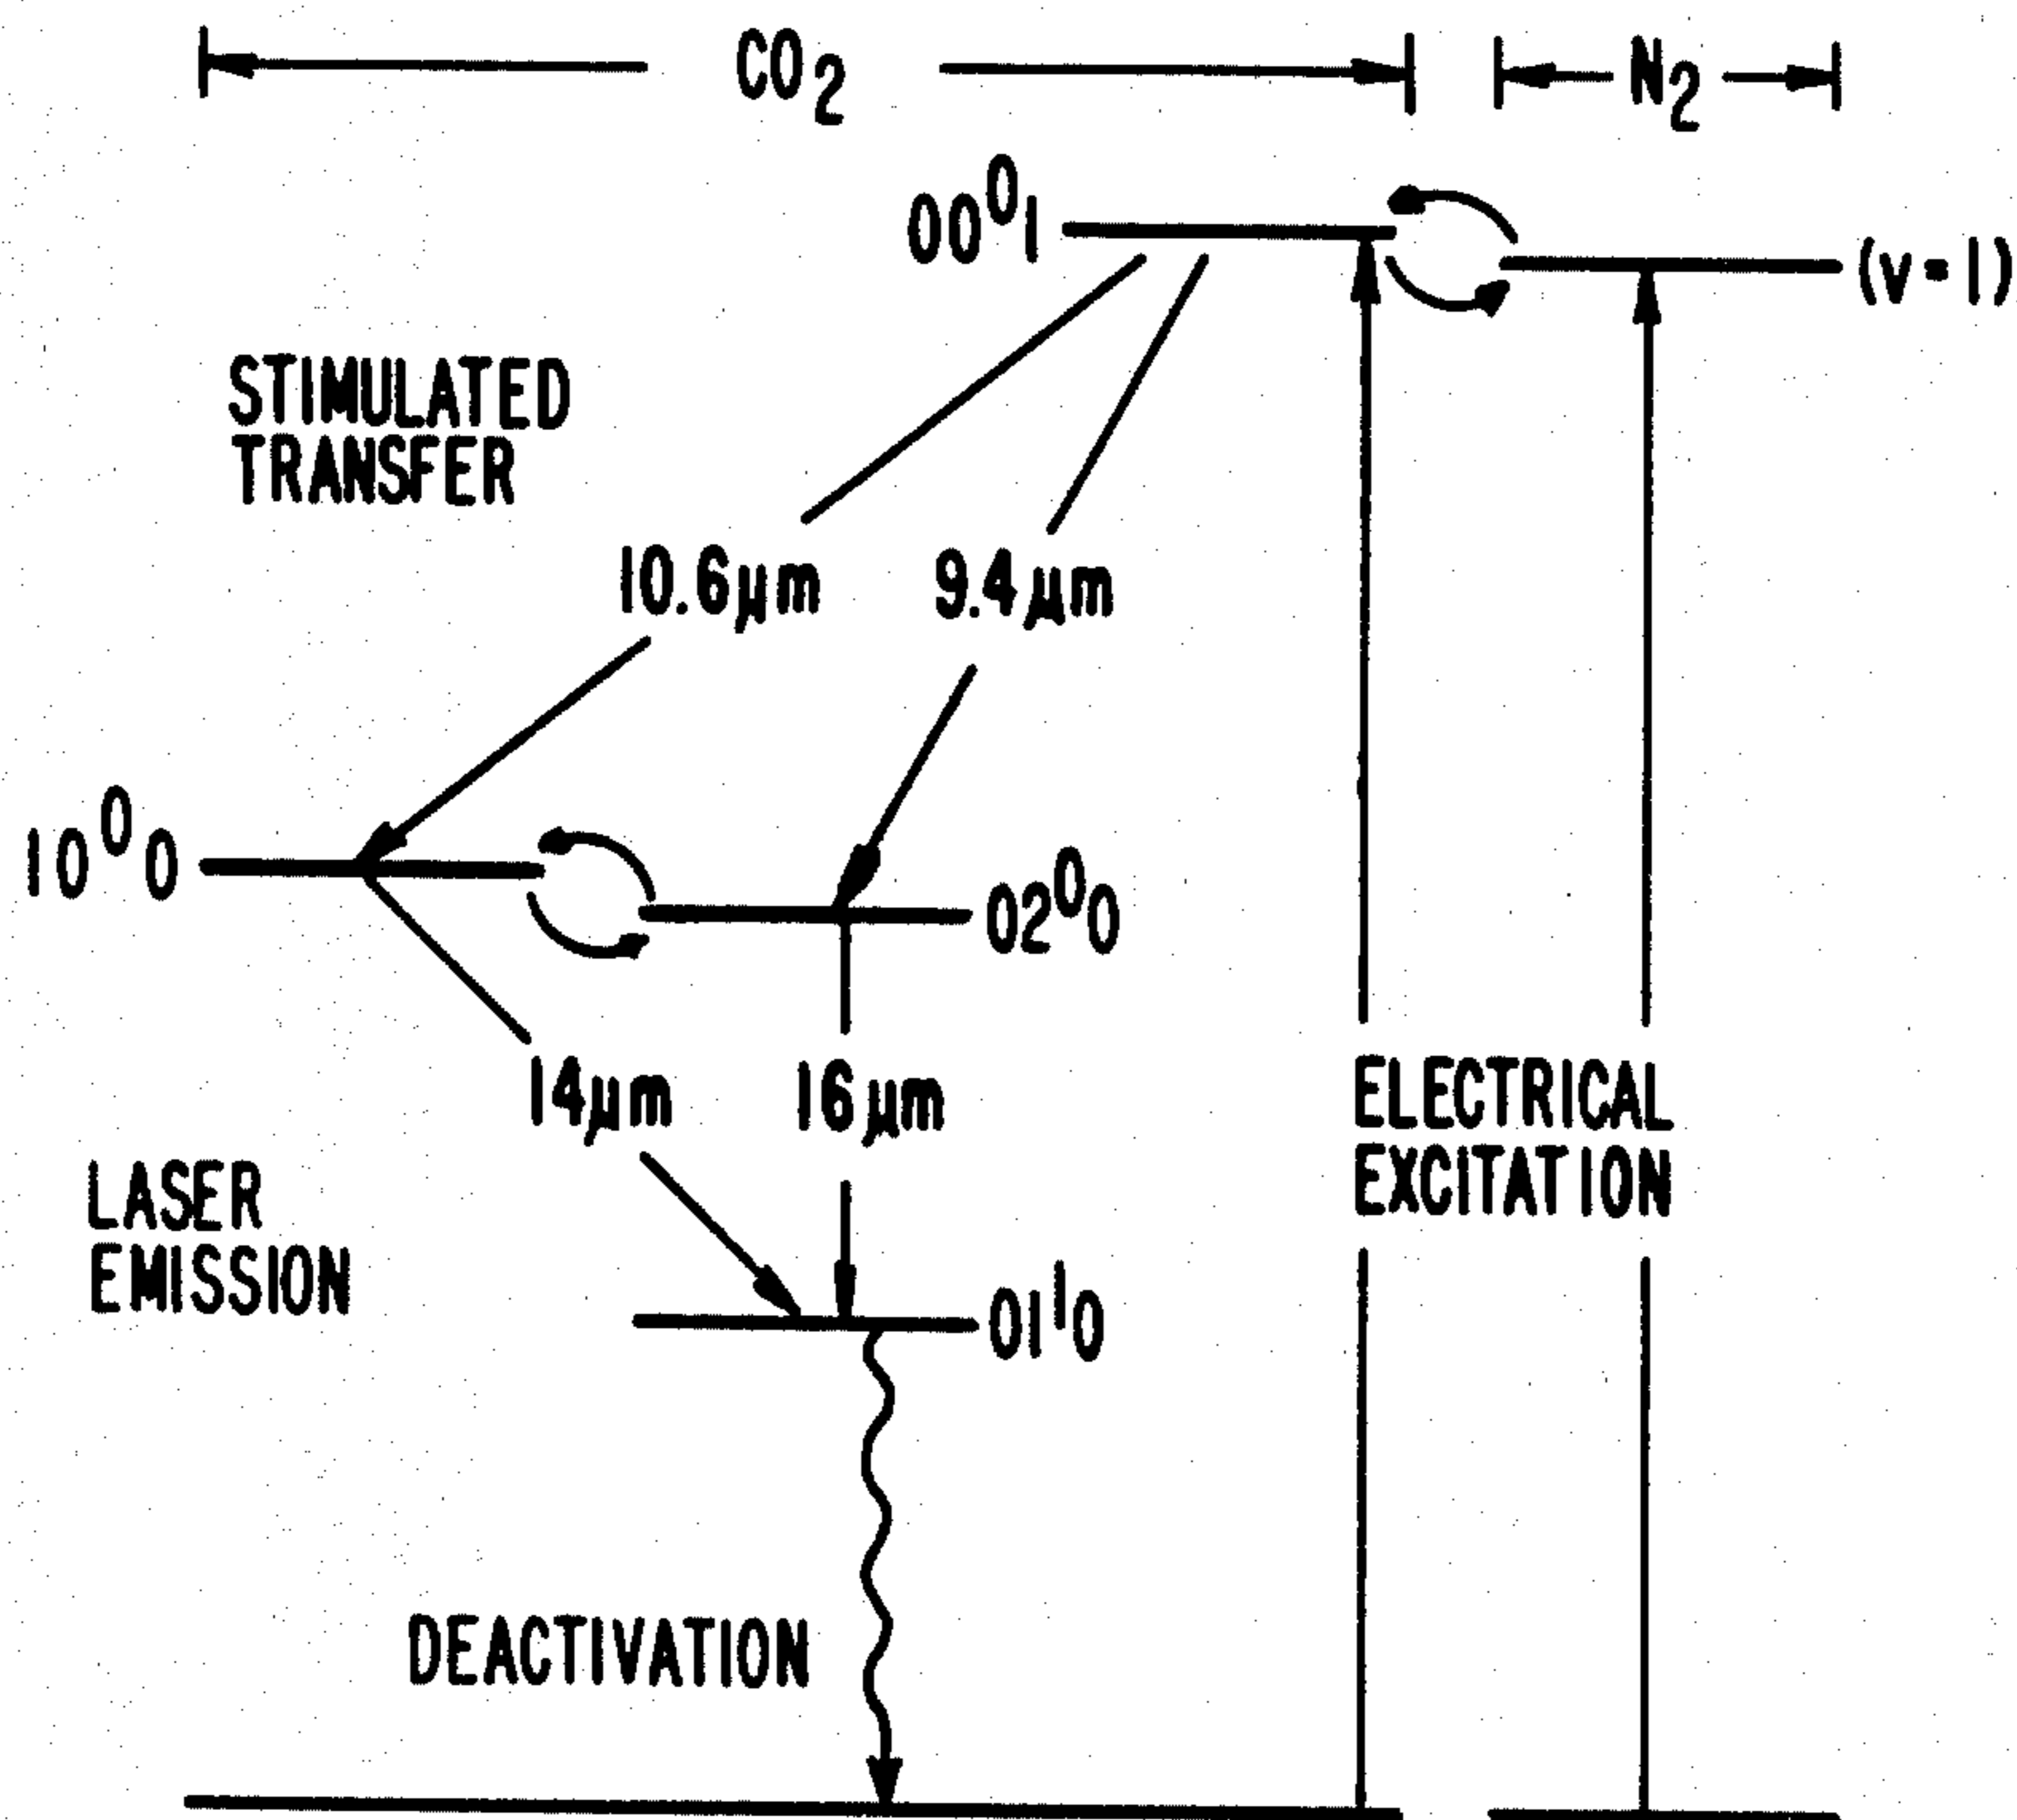 CO₂
N₂
00⁰1
(v=1)
STIMULATED
TRANSFER
10.6μm
9.4μm
10⁰0
02⁰0
14μm
16μm
ELECTRICAL
EXCITATION
LASER
EMISSION
01¹0
DEACTIVATION